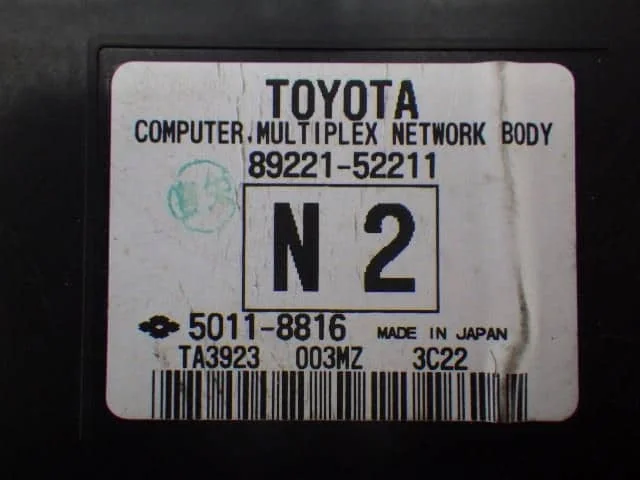 TOYOTA
COMPUTER,MULTIPLEX NETWORK BODY
89221-52211
N 2
5011-8816 MADE IN JAPAN
TA3923 003MZ 3C22